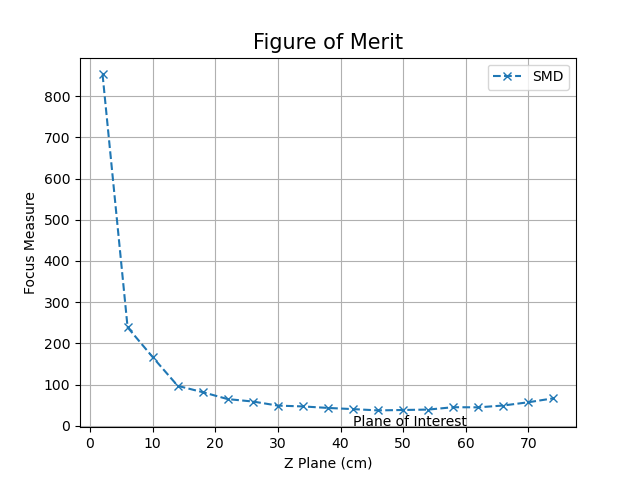 Figure of Merit
SMD
Focus Measure
800
700
600
500
400
300
200
100
0
Plane of Interest
0 10 20 30 40 50 60 70
Z Plane (cm)